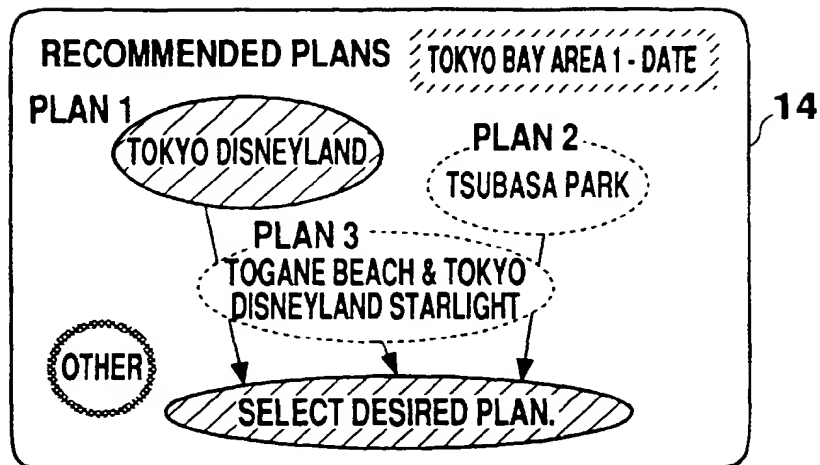 RECOMMENDED PLANS
TOKYO BAY AREA 1 - DATE
14
PLAN 1
TOKYO DISNEYLAND
PLAN 2
TSUBASA PARK
PLAN 3
TOGANE BEACH & TOKYO
DISNEYLAND STARLIGHT
OTHER
SELECT DESIRED PLAN.